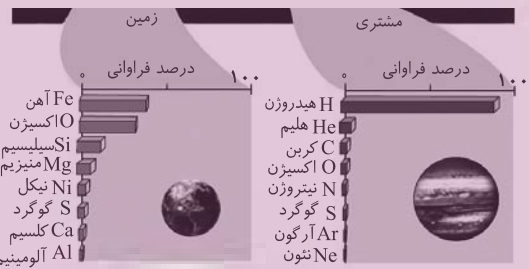 زمین
درصد فراوانی
۰
۱۰۰
Fe آهن
O اکسیژن
Si سیلیسیم
Mg منیزیم
Ni نیکل
S گوگرد
Ca کلسیم
Al آلومینیم
مشتری
درصد فراوانی
۰
۱۰۰
H هیدروژن
He هلیم
C کربن
O اکسیژن
N نیتروژن
S گوگرد
Ar آرگون
Ne نئون